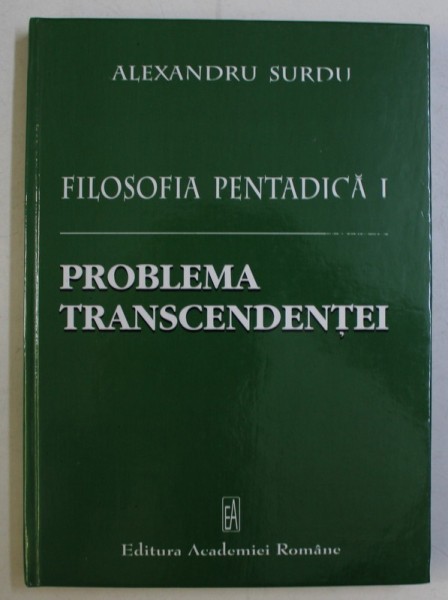 ALEXANDRU SURDU
FILOSOFIA PENTADICĂ I
PROBLEMA
TRANSCENDENȚEI
EA
Editura Academiei Române